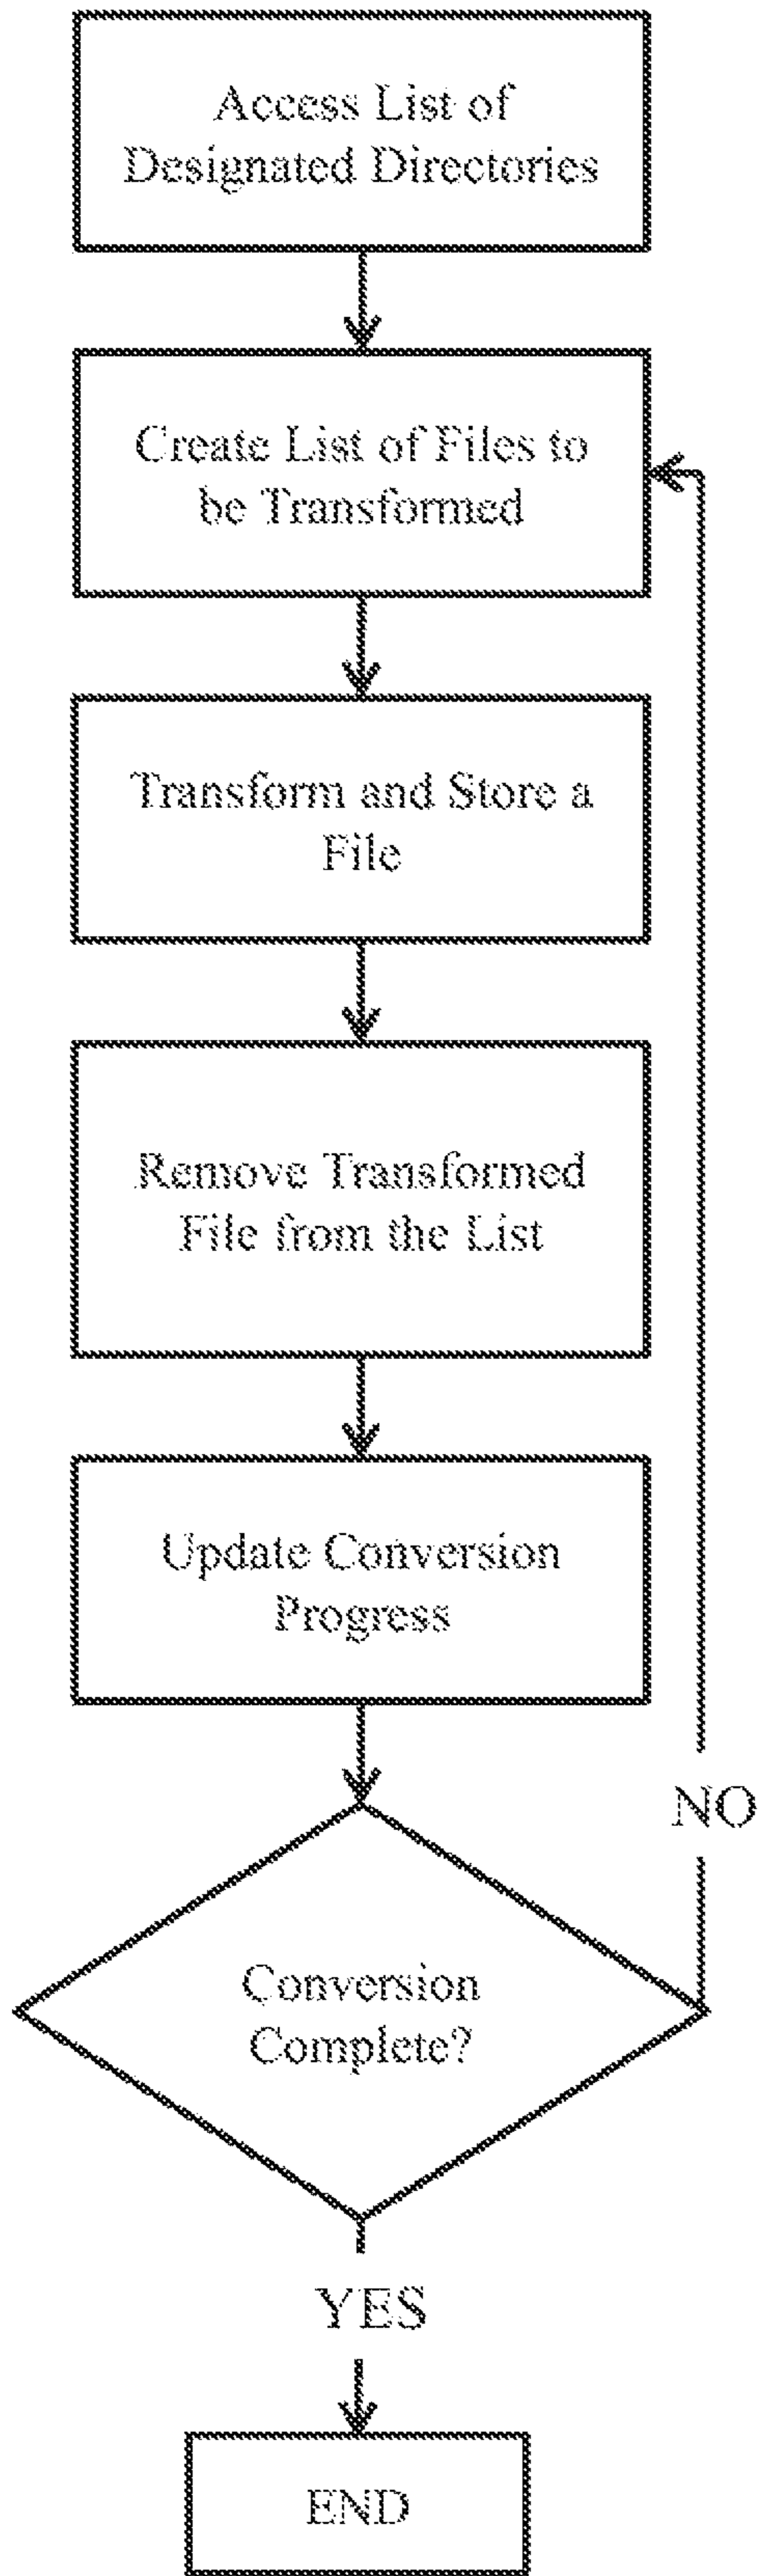 Access List of
Designated Directories
Create List of Files to
be Transformed
Transform and Store a
File
Remove Transformed
File from the List
Update Conversion
Progress
NO
Conversion
Complete?
YES
END